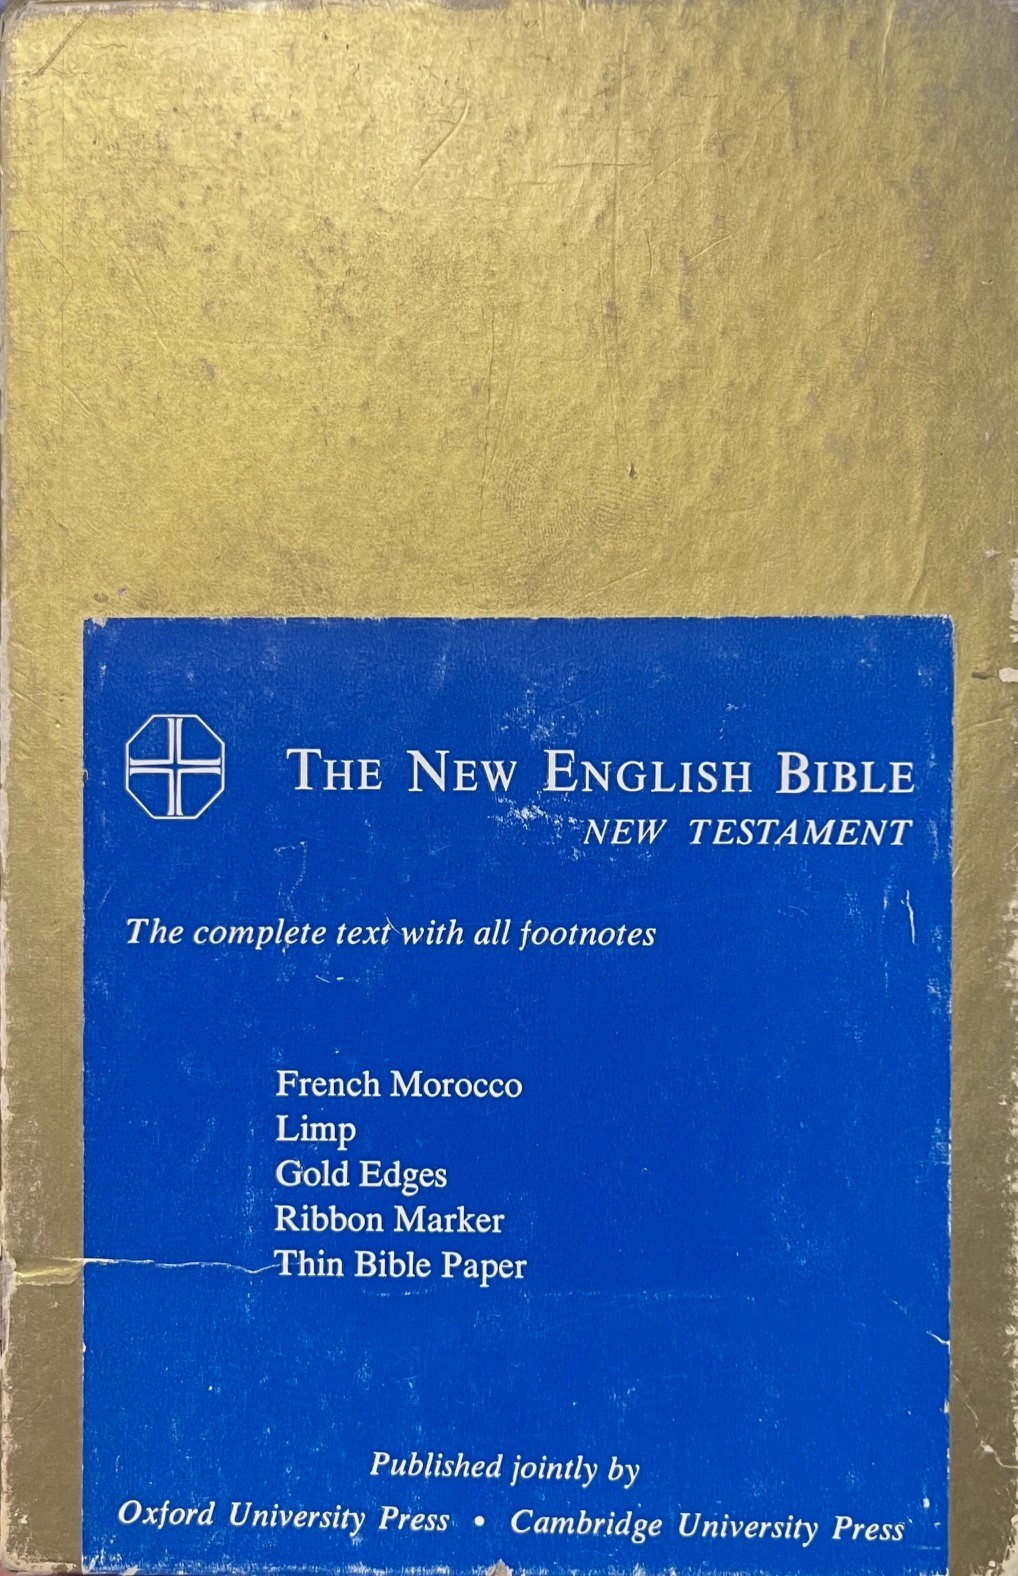 THE NEW ENGLISH BIBLE
NEW TESTAMENT
The complete text with all footnotes
French Morocco
Limp
Gold Edges
Ribbon Marker
Thin Bible Paper
Published jointly by
Oxford University Press • Cambridge University Press